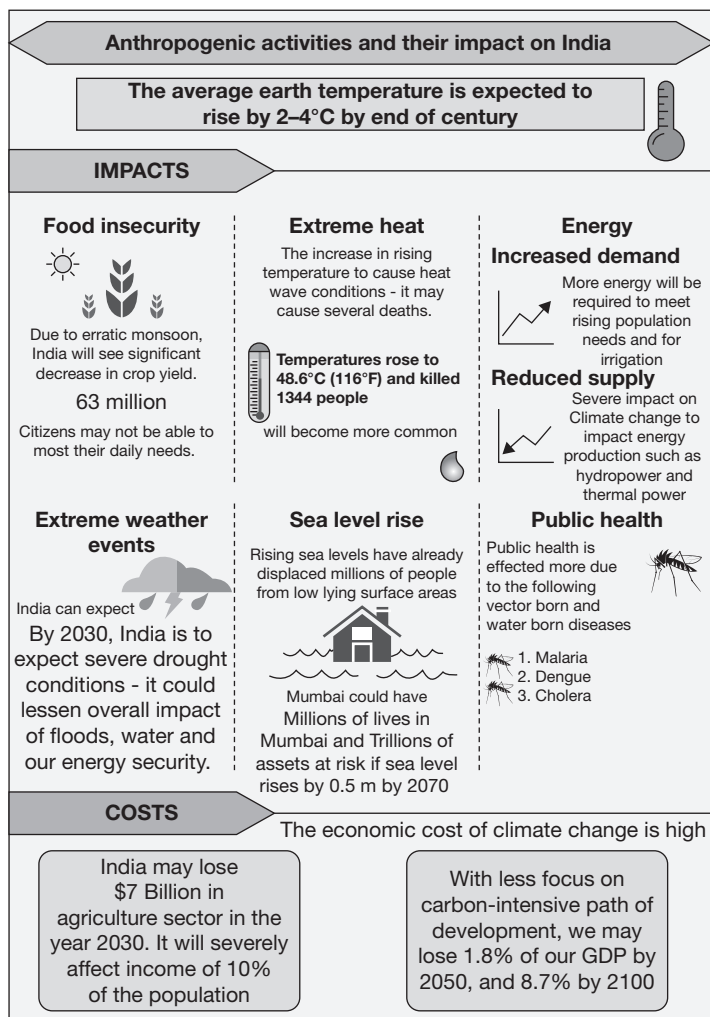 Anthropogenic activities and their impact on India
The average earth temperature is expected to
rise by 2–4°C by end of century
IMPACTS
Food insecurity
Due to erratic monsoon,
India will see significant
decrease in crop yield.
63 million
Citizens may not be able to
most their daily needs.
Extreme heat
The increase in rising
temperature to cause heat
wave conditions - it may
cause several deaths.
Temperatures rose to
48.6°C (116°F) and killed
1344 people
will become more common
Energy
Increased demand
More energy will be
required to meet
rising population
needs and for
irrigation
Reduced supply
Severe impact on
Climate change to
impact energy
production such as
hydropower and
thermal power
Extreme weather
events
India can expect
By 2030, India is to
expect severe drought
conditions - it could
lessen overall impact
of floods, water and
our energy security.
Sea level rise
Rising sea levels have already
displaced millions of people
from low lying surface areas
Mumbai could have
Millions of lives in
Mumbai and Trillions of
assets at risk if sea level
rises by 0.5 m by 2070
Public health
Public health is
effected more due
to the following
vector born and
water born diseases
1. Malaria
2. Dengue
3. Cholera
COSTS
The economic cost of climate change is high
India may lose
$7 Billion in
agriculture sector in the
year 2030. It will severely
affect income of 10%
of the population
With less focus on
carbon-intensive path of
development, we may
lose 1.8% of our GDP by
2050, and 8.7% by 2100